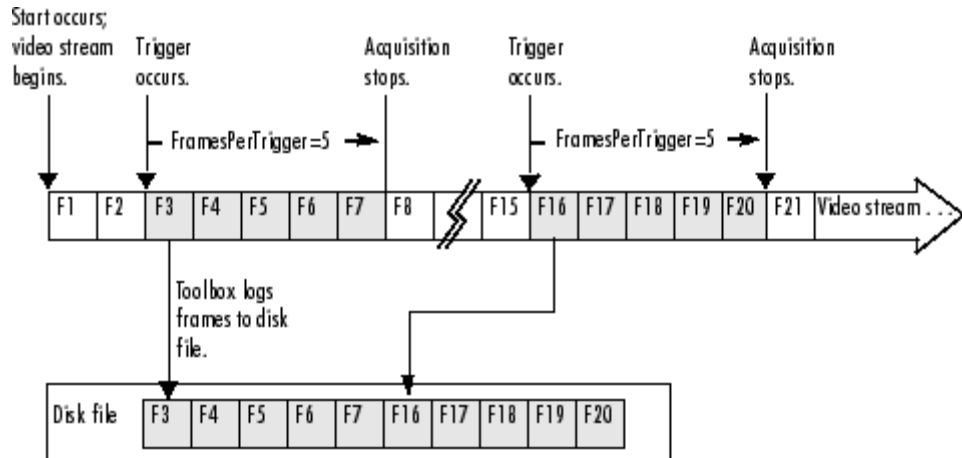 Start occurs;
video stream
begins.
Trigger
occurs.
Acquisition
stops.
Trigger
occurs.
Acquisition
stops.
FramesPerTrigger=5
FramesPerTrigger=5
F1 F2 F3 F4 F5 F6 F7 F8 F15 F16 F17 F18 F19 F20 F21 Video stream . . .
Toolbox logs
frames to disk
file.
Disk file F3 F4 F5 F6 F7 F16 F17 F18 F19 F20